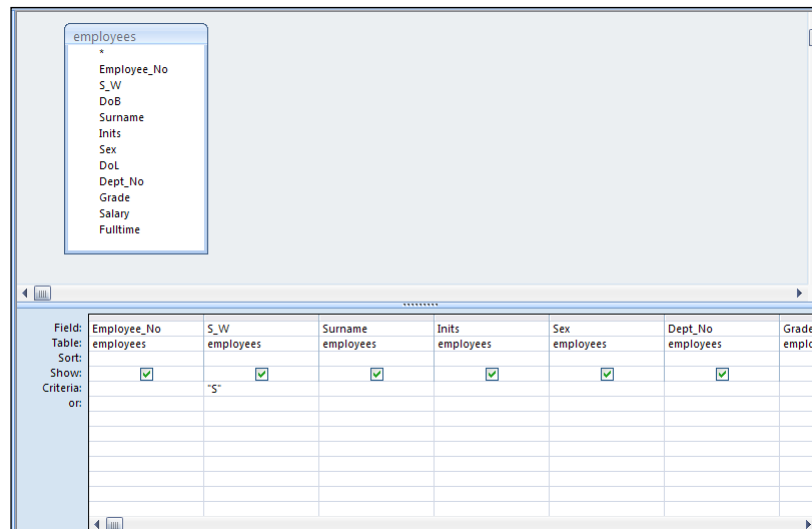 employees
*
Employee_No
S_W
DoB
Surname
Inits
Sex
DoL
Dept_No
Grade
Salary
Fulltime
Field: Employee_No S_W Surname Inits Sex Dept_No Grade
Table: employees employees employees employees employees employees emplo
Sort:
Show:
Criteria: "S"
or: